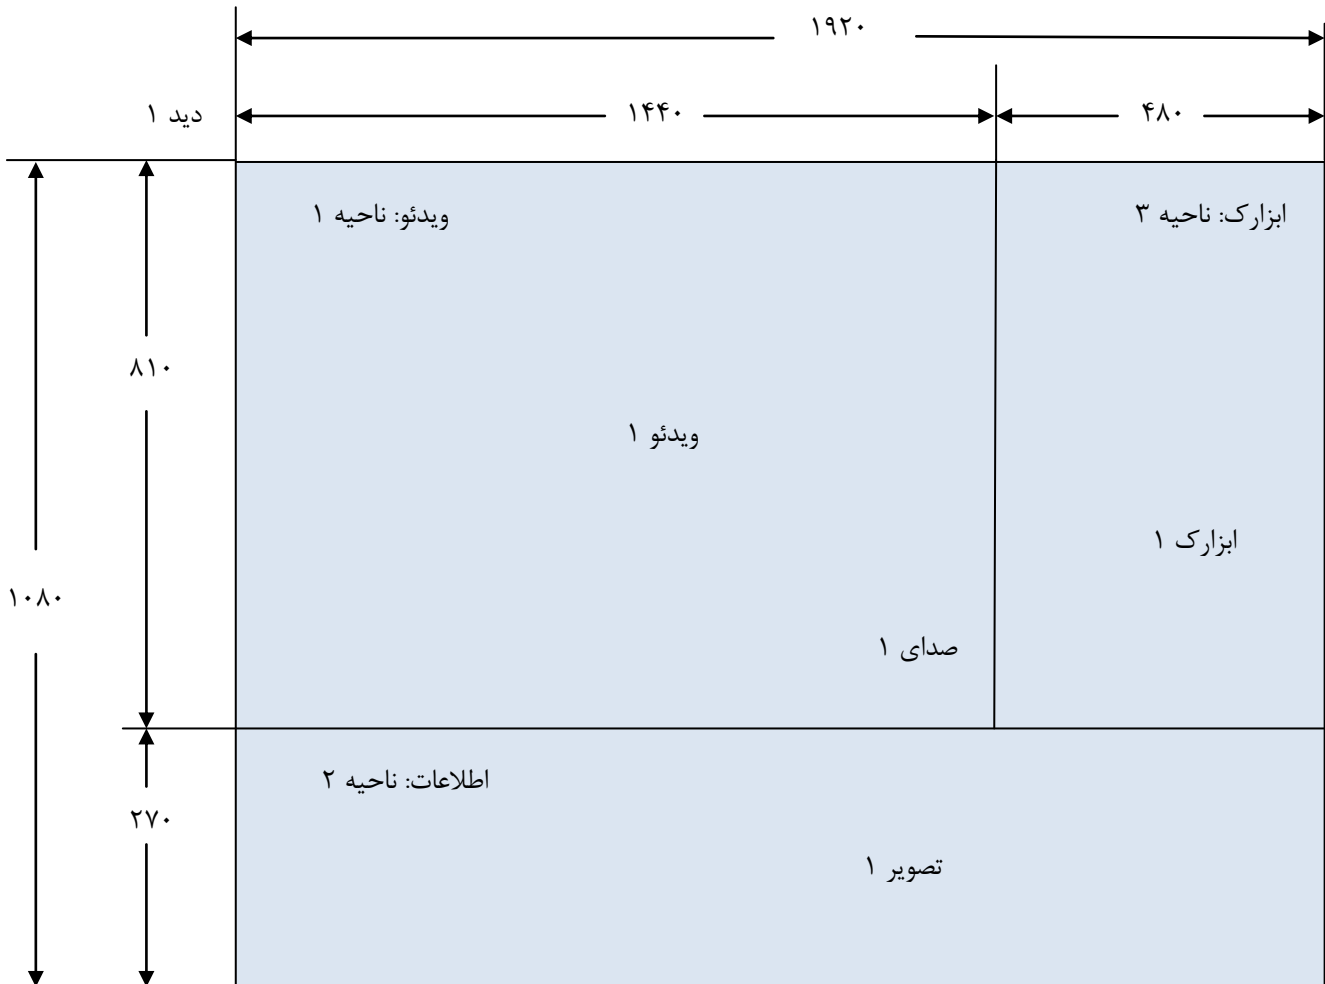 ۱۹۲۰
دید ۱
۱۴۴۰
۴۸۰
ویدئو: ناحیه ۱
ابزارک: ناحیه ۳
۸۱۰
ویدئو ۱
ابزارک ۱
۱۰۸۰
صدای ۱
اطلاعات: ناحیه ۲
۲۷۰
تصویر ۱